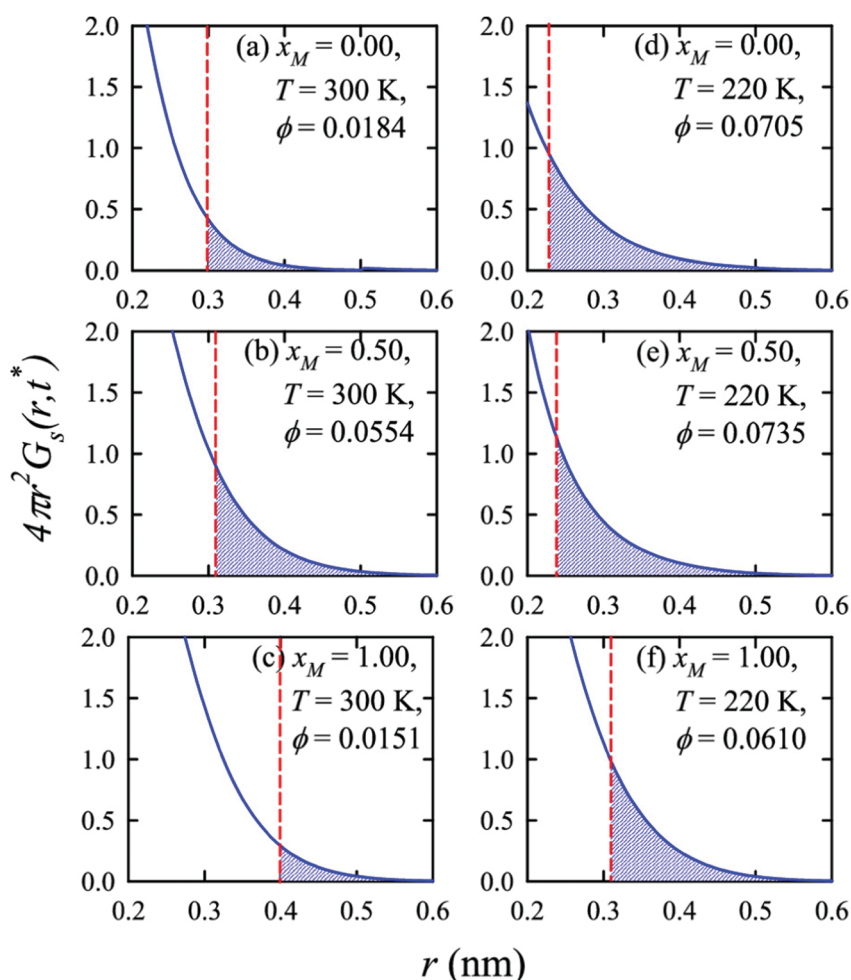 2.0
(a) x_M = 0.00,
T = 300 K,
ϕ = 0.0184
1.5
1.0
0.5
0.0
0.2 0.3 0.4 0.5 0.6
(d) x_M = 0.00,
T = 220 K,
ϕ = 0.0705
2.0
1.5
1.0
0.5
0.0
0.2 0.3 0.4 0.5 0.6
4πr²G_s(r,t*)
2.0
(b) x_M = 0.50,
T = 300 K,
ϕ = 0.0554
1.5
1.0
0.5
0.0
0.2 0.3 0.4 0.5 0.6
2.0
(e) x_M = 0.50,
T = 220 K,
ϕ = 0.0735
1.5
1.0
0.5
0.0
0.2 0.3 0.4 0.5 0.6
2.0
(c) x_M = 1.00,
T = 300 K,
ϕ = 0.0151
1.5
1.0
0.5
0.0
0.2 0.3 0.4 0.5 0.6
2.0
(f) x_M = 1.00,
T = 220 K,
ϕ = 0.0610
1.5
1.0
0.5
0.0
0.2 0.3 0.4 0.5 0.6
r (nm)